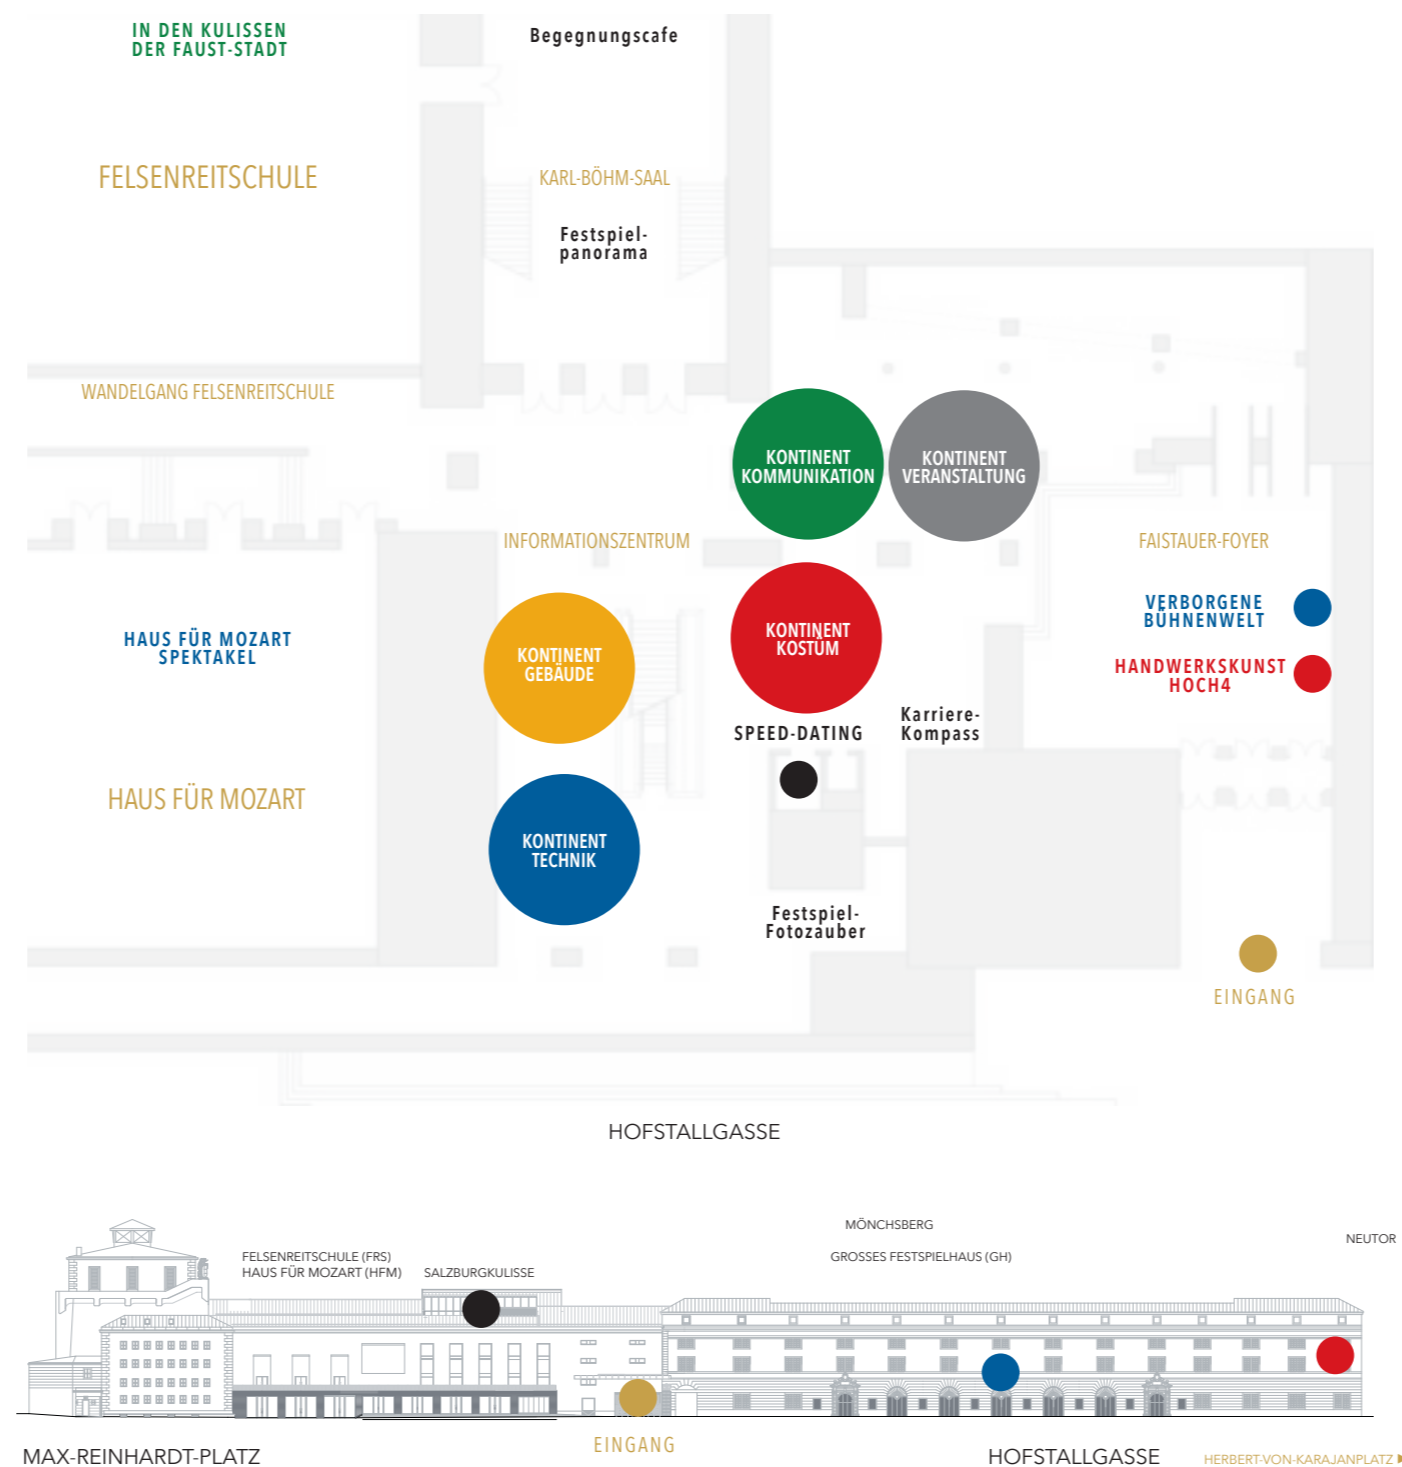 IN DEN KULISSEN
DER FAUST-STADT
Begegnungscafe
FELSENREITSCHULE
KARL-BÖHM-SAAL
Festspiel-
panorama
WANDELGANG FELSENREITSCHULE
KONTINENT
KOMMUNIKATION
KONTINENT
VERANSTALTUNG
INFORMATIONSZENTRUM
FAISTAUER-FOYER
VERBORGENE
BÜHNENWELT
HAUS FÜR MOZART
SPEKTAKEL
KONTINENT
GEBÄUDE
KONTINENT
KOSTÜM
HANDWERKSKUNST
HOCH4
SPEED-DATING
Karriere-
Kompass
HAUS FÜR MOZART
KONTINENT
TECHNIK
Festspiel-
Fotozauber
EINGANG
HOFSTALLGASSE
MÖNCHSBERG
NEUTOR
FELSENREITSCHULE (FRS)
HAUS FÜR MOZART (HFM)
SALZBURGKULISSE
GROSSES FESTSPIELHAUS (GH)
EINGANG
MAX-REINHARDT-PLATZ
HOFSTALLGASSE
HERBERT-VON-KARAJANPLATZ